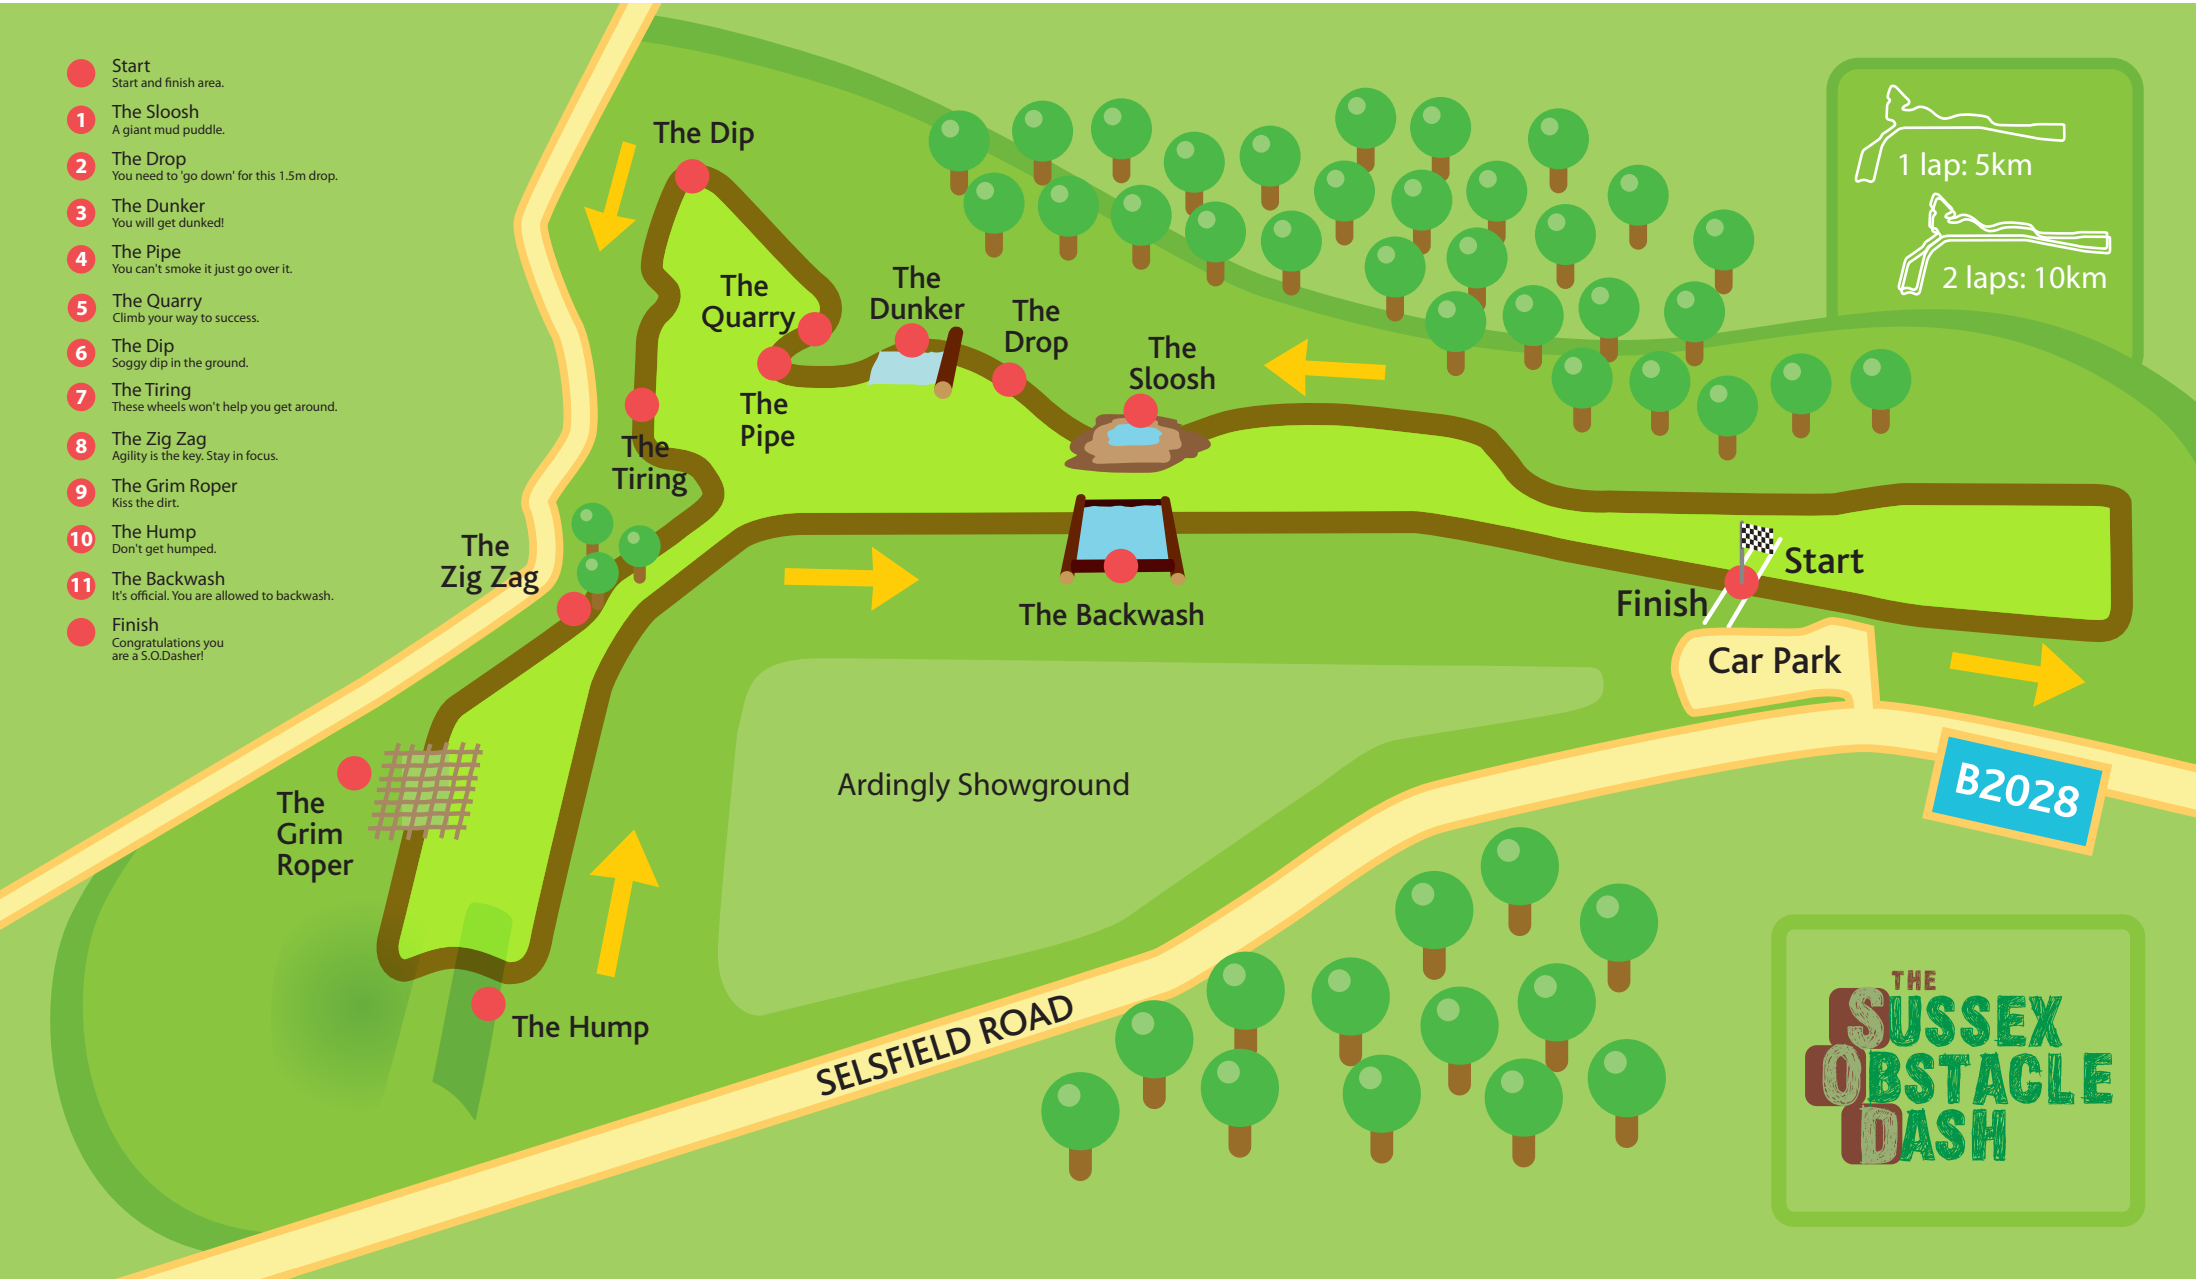 Start
Start and finish area.
1
The Sloosh
A giant mud puddle.
2
The Drop
You need to 'go down' for this 1.5m drop.
3
The Dunker
You will get dunked!
4
The Pipe
You can't smoke it just go over it.
5
The Quarry
Climb your way to success.
6
The Dip
Soggy dip in the ground.
7
The Tiring
These wheels won't help you get around.
8
The Zig Zag
Agility is the key. Stay in focus.
9
The Grim Roper
Kiss the dirt.
10
The Hump
Don't get humped.
11
The Backwash
It's official. You are allowed to backwash.
Finish
Congratulations you
are a S.O.Dasher!
The Dip
The
Quarry
The
Dunker
The
Drop
The
Sloosh
The
Pipe
The
Tiring
The
Zig Zag
The Backwash
Start
Finish
Car Park
The
Grim
Roper
The Hump
Ardingly Showground
SELSFIELD ROAD
B2028
1 lap: 5km
2 laps: 10km
THE
SUSSEX
OBSTACLE
DASH